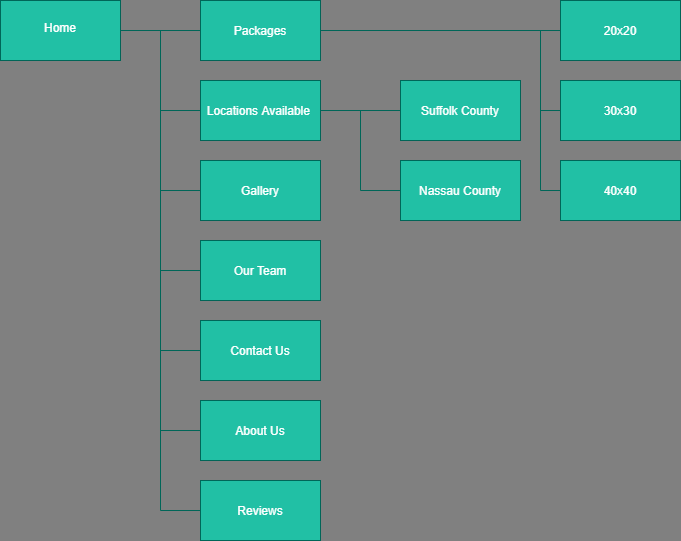 Home
Packages
20x20
Locations Available
Suffolk County
30x30
Gallery
Nassau County
40x40
Our Team
Contact Us
About Us
Reviews